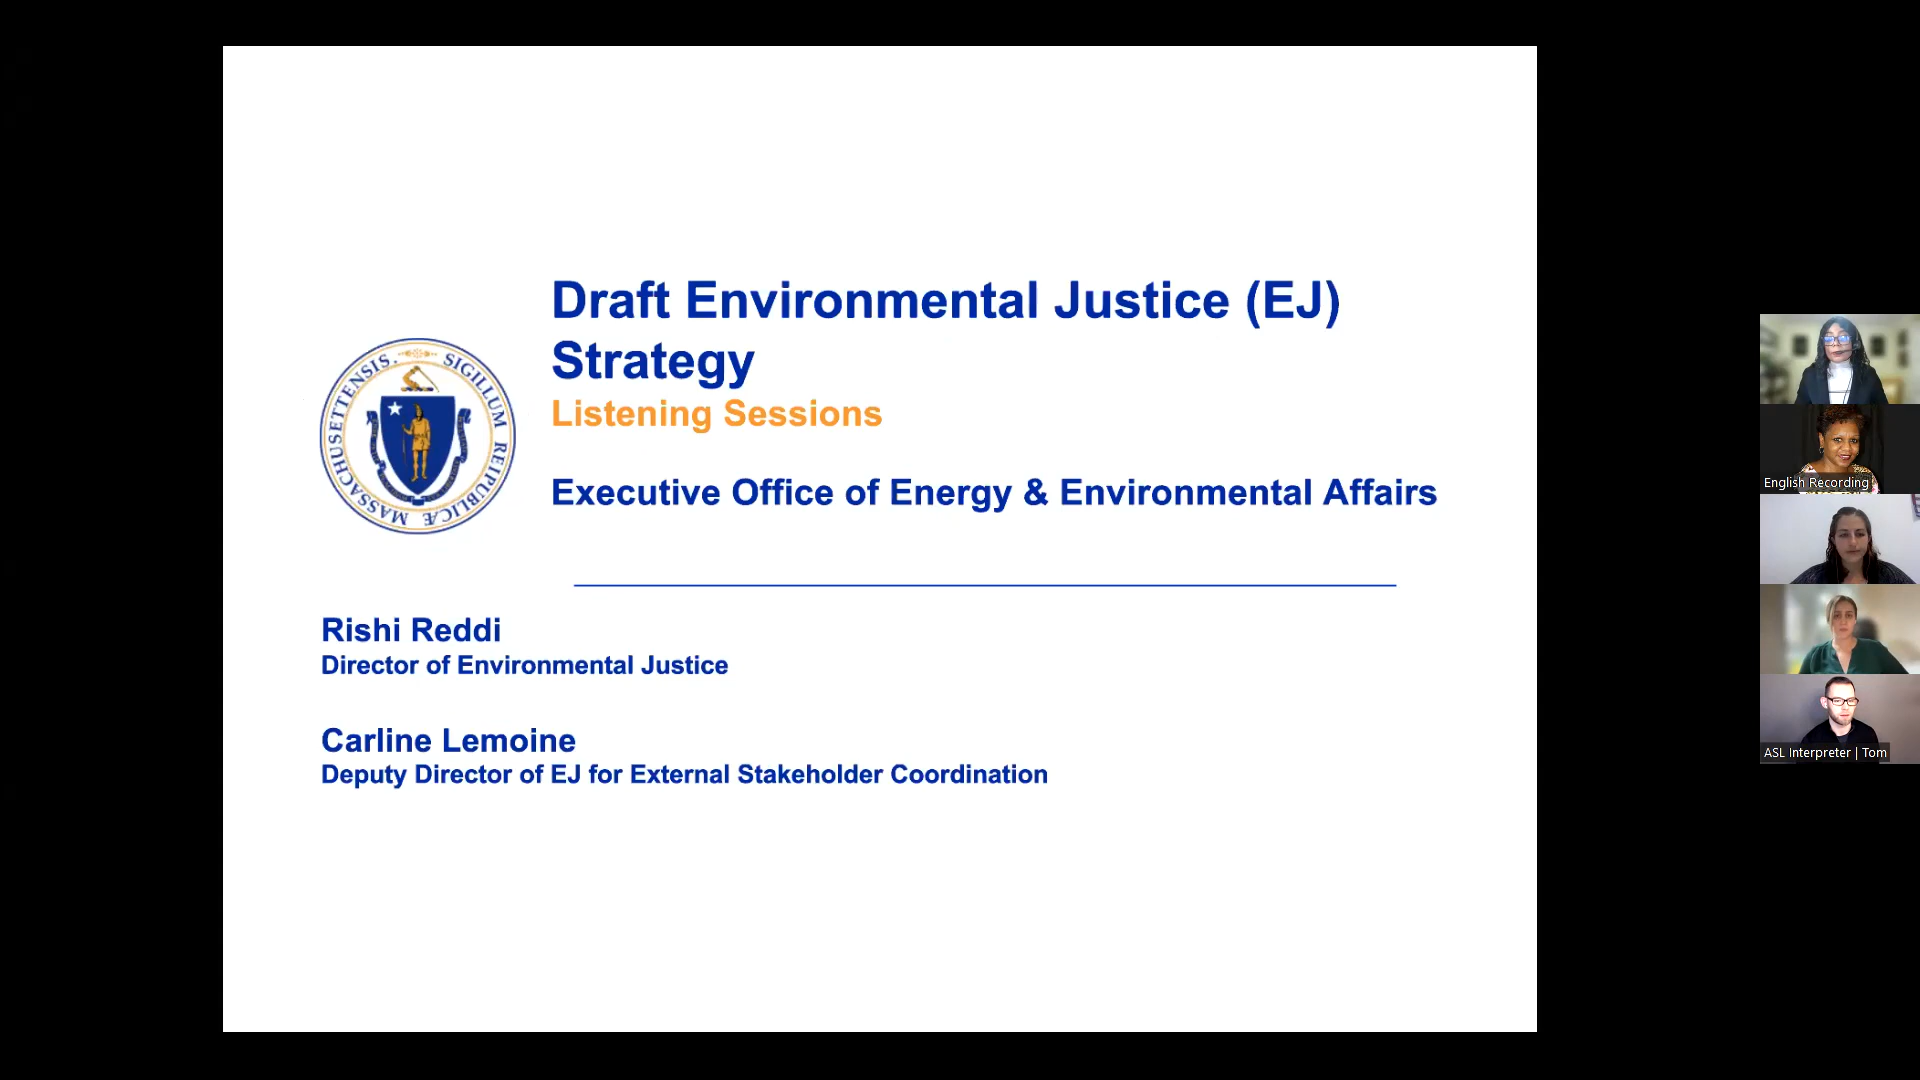 Draft Environmental Justice (EJ)
Strategy
Listening Sessions
Executive Office of Energy & Environmental Affairs
SIGILLUM REIPUBLICÆ MASSACHUSETTENSIS.
Rishi Reddi
Director of Environmental Justice
Carline Lemoine
Deputy Director of EJ for External Stakeholder Coordination
English Recording
ASL Interpreter | Tom